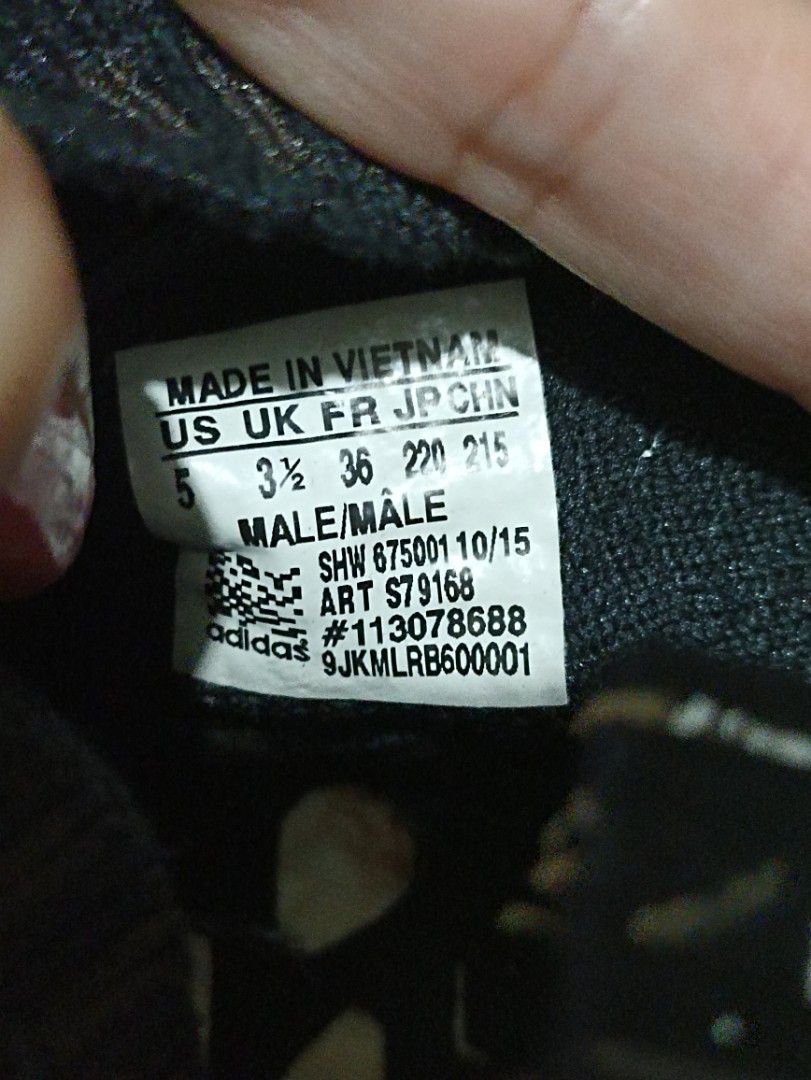 MADE IN VIETNAM
US UK FR JP CHN
5 3½ 36 220 215
MALE/MÂLE
SHW 675001 10/15
ART S79168
#113078688
9JKMLRB600001
adidas